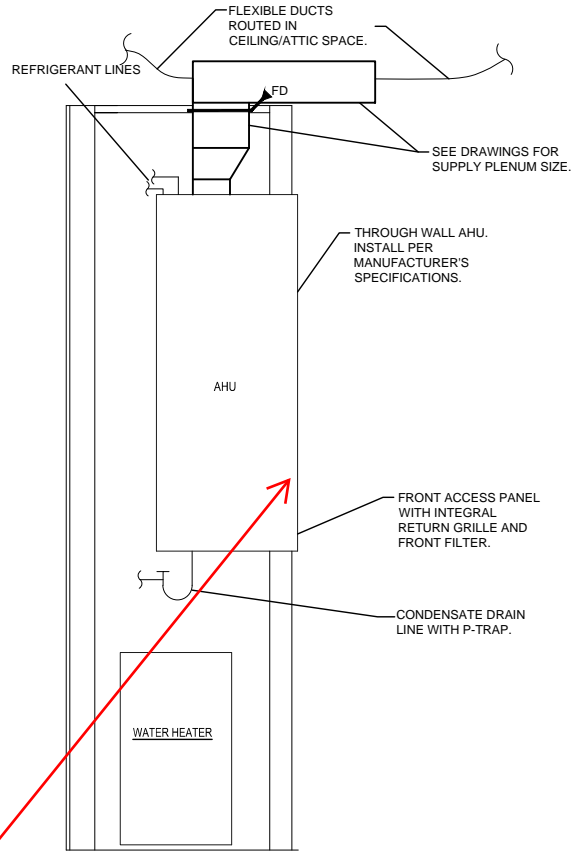 FLEXIBLE DUCTS
ROUTED IN
CEILING/ATTIC SPACE.
REFRIGERANT LINES
FD
SEE DRAWINGS FOR
SUPPLY PLENUM SIZE.
THROUGH WALL AHU.
INSTALL PER
MANUFACTURER'S
SPECIFICATIONS.
AHU
FRONT ACCESS PANEL
WITH INTEGRAL
RETURN GRILLE AND
FRONT FILTER.
CONDENSATE DRAIN
LINE WITH P-TRAP.
WATER HEATER